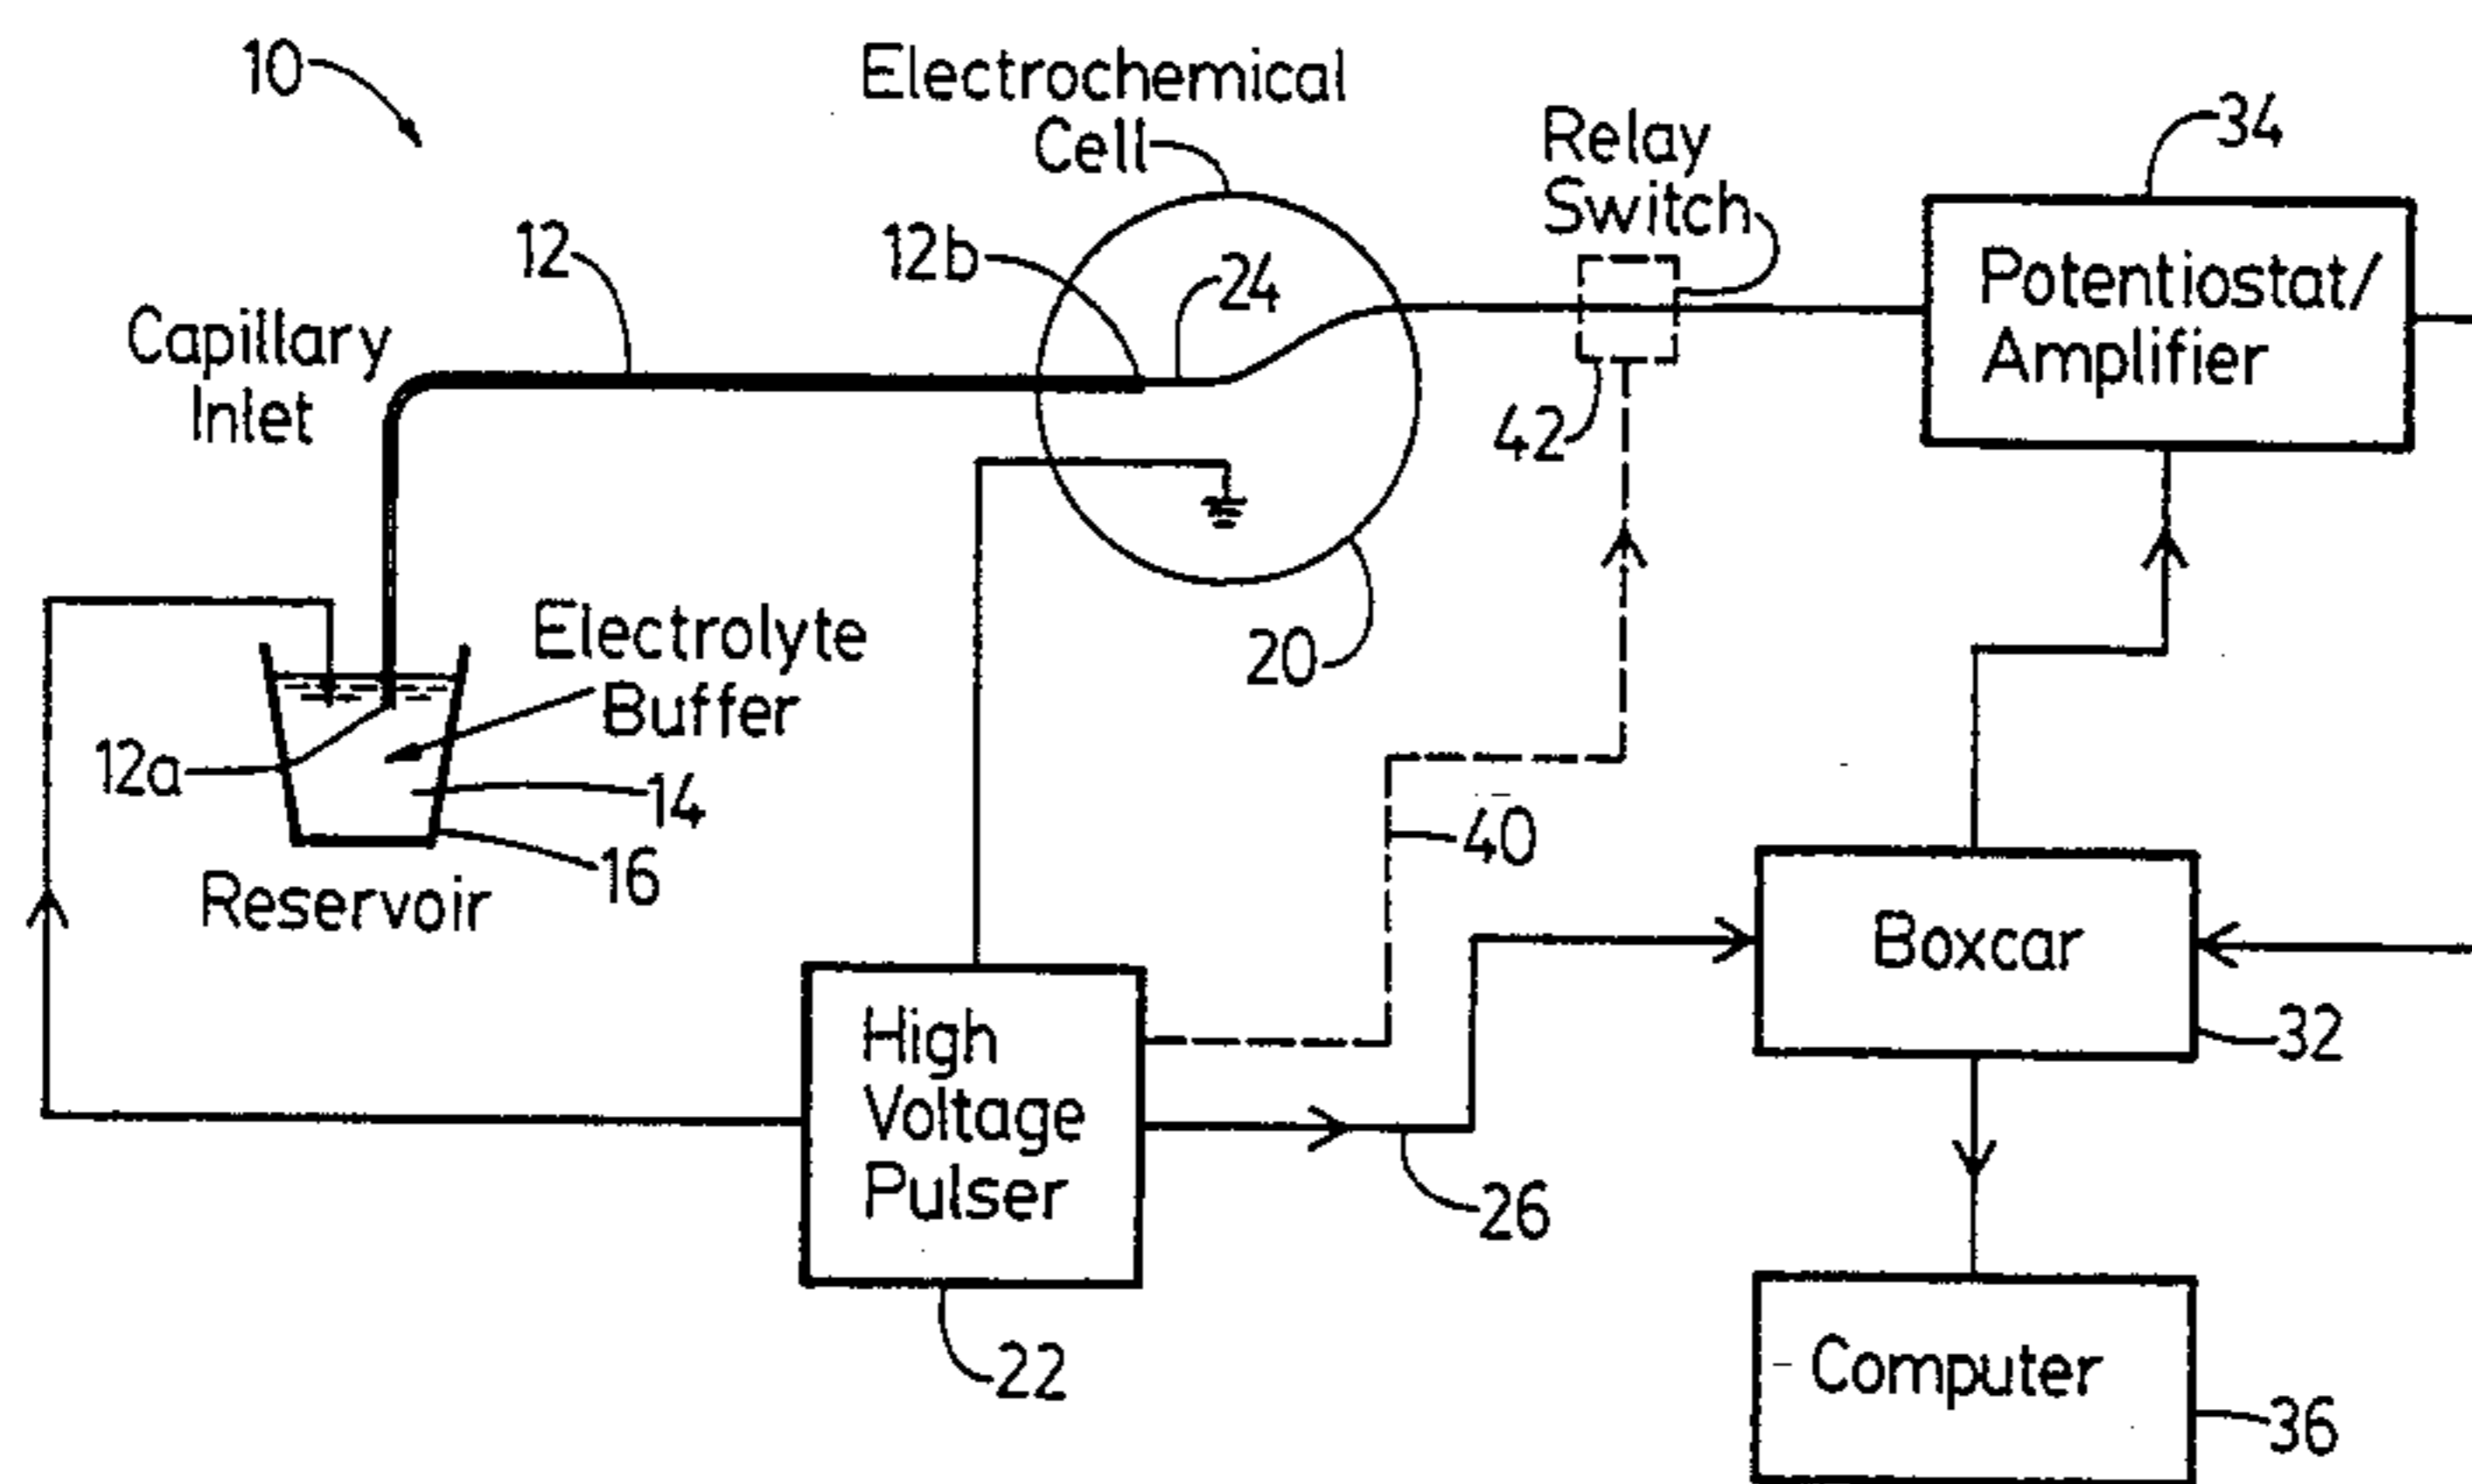 10
Electrochemical
Cell
Relay
Switch
34
12
12b
24
Potentiostat/
Amplifier
Capillary
Inlet
42
Electrolyte
Buffer
20
12a
14
16
40
Reservoir
Boxcar
High
Voltage
Pulser
32
26
22
Computer
36